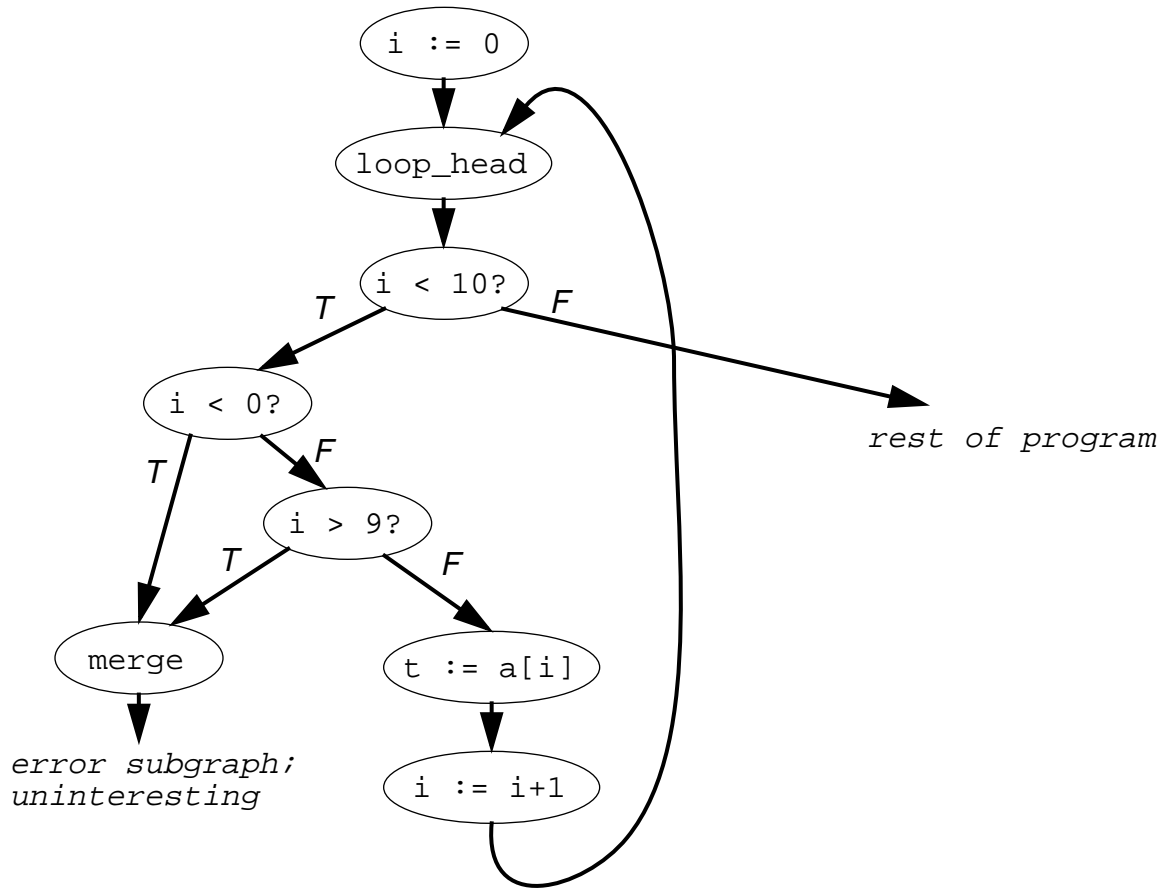 i := 0
loop_head
i < 10?
T
F
i < 0?
rest of program
T
F
i > 9?
T
F
merge
t := a[i]
error subgraph;
uninteresting
i := i+1